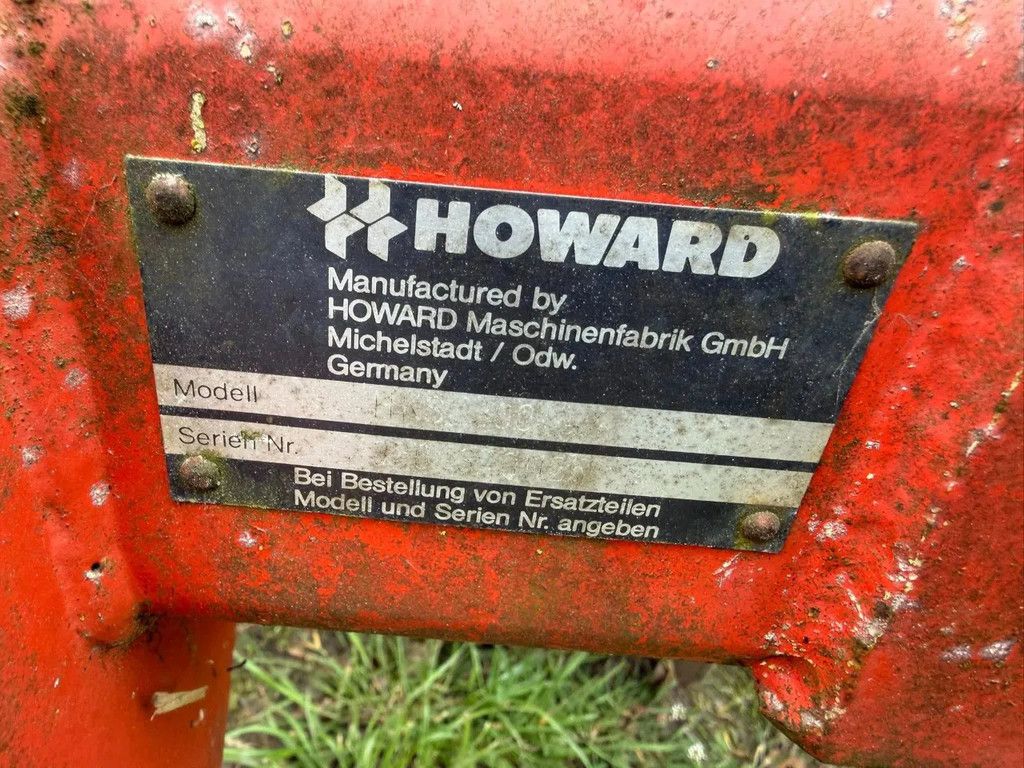 HOWARD
Manufactured by
HOWARD Maschinenfabrik GmbH
Michelstadt / Odw.
Germany
Modell
Serien Nr.
Bei Bestellung von Ersatzteilen
Modell und Serien Nr. angeben